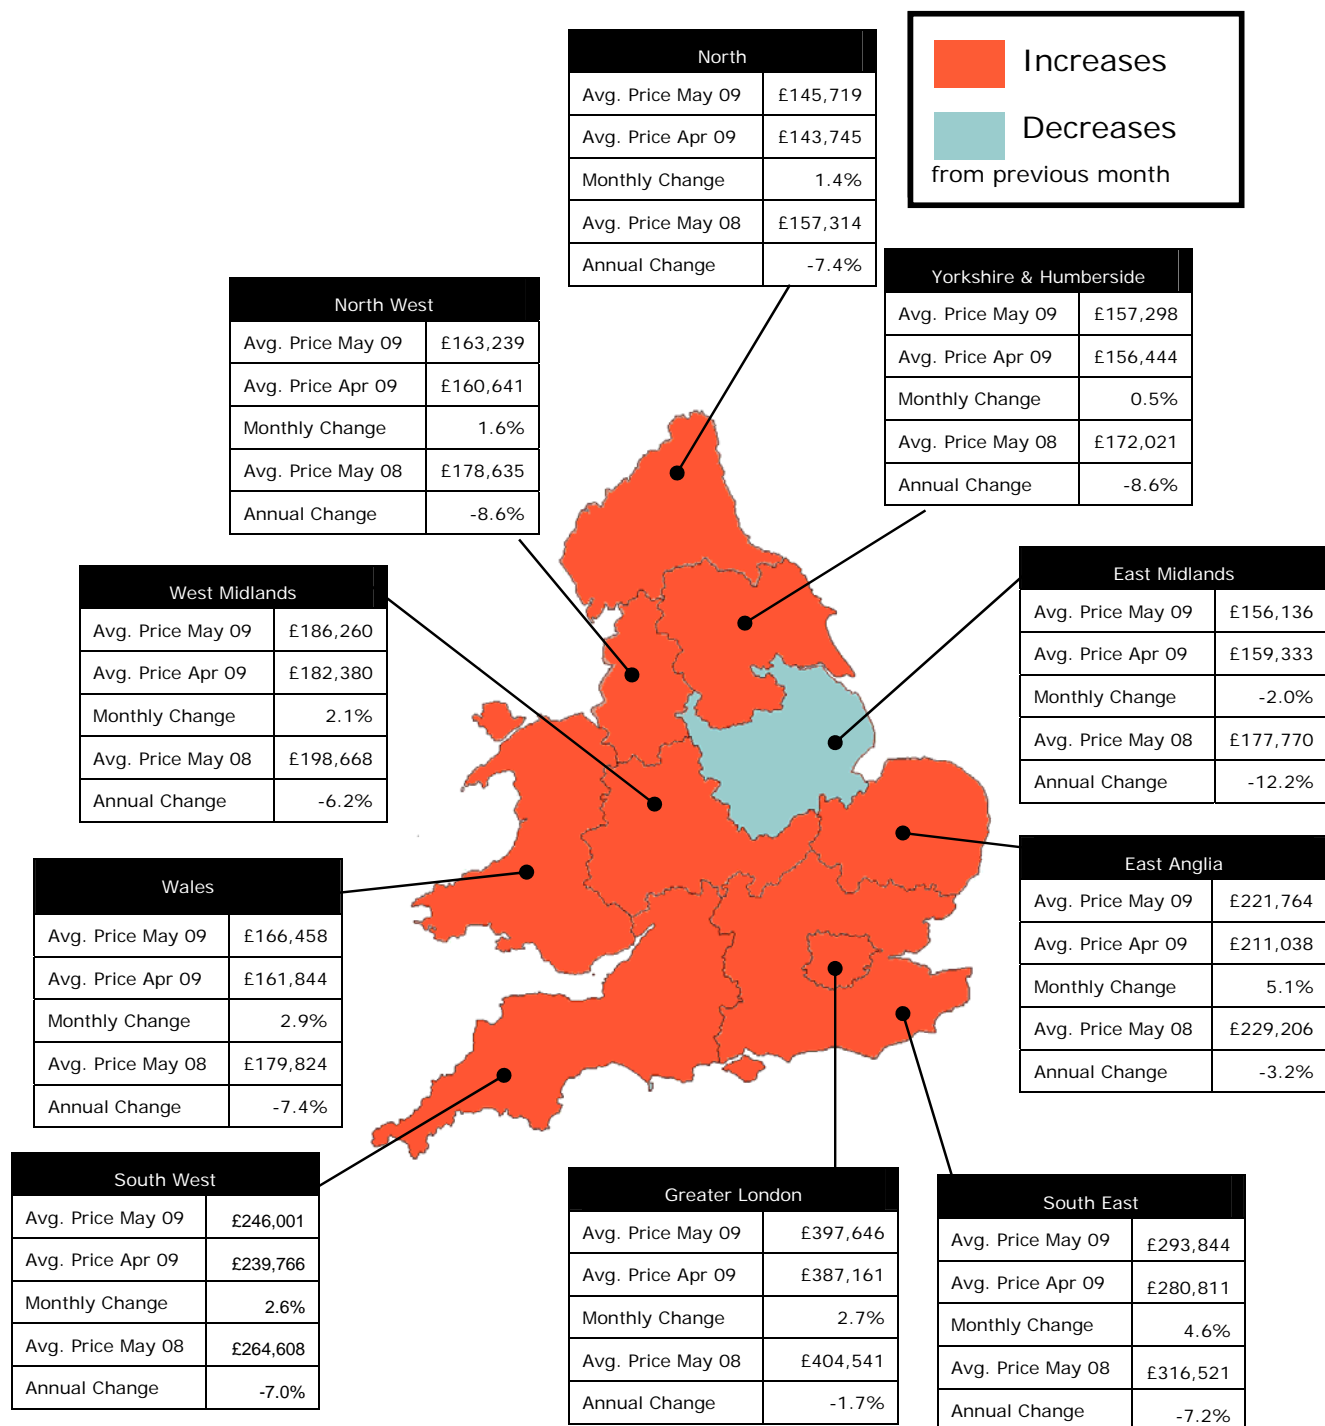 Increases
Decreases
from previous month
North
Avg. Price May 09 £145,719
Avg. Price Apr 09 £143,745
Monthly Change 1.4%
Avg. Price May 08 £157,314
Annual Change -7.4%
Yorkshire & Humberside
Avg. Price May 09 £157,298
Avg. Price Apr 09 £156,444
Monthly Change 0.5%
Avg. Price May 08 £172,021
Annual Change -8.6%
North West
Avg. Price May 09 £163,239
Avg. Price Apr 09 £160,641
Monthly Change 1.6%
Avg. Price May 08 £178,635
Annual Change -8.6%
West Midlands
Avg. Price May 09 £186,260
Avg. Price Apr 09 £182,380
Monthly Change 2.1%
Avg. Price May 08 £198,668
Annual Change -6.2%
East Midlands
Avg. Price May 09 £156,136
Avg. Price Apr 09 £159,333
Monthly Change -2.0%
Avg. Price May 08 £177,770
Annual Change -12.2%
Wales
Avg. Price May 09 £166,458
Avg. Price Apr 09 £161,844
Monthly Change 2.9%
Avg. Price May 08 £179,824
Annual Change -7.4%
East Anglia
Avg. Price May 09 £221,764
Avg. Price Apr 09 £211,038
Monthly Change 5.1%
Avg. Price May 08 £229,206
Annual Change -3.2%
South West
Avg. Price May 09 £246,001
Avg. Price Apr 09 £239,766
Monthly Change 2.6%
Avg. Price May 08 £264,608
Annual Change -7.0%
Greater London
Avg. Price May 09 £397,646
Avg. Price Apr 09 £387,161
Monthly Change 2.7%
Avg. Price May 08 £404,541
Annual Change -1.7%
South East
Avg. Price May 09 £293,844
Avg. Price Apr 09 £280,811
Monthly Change 4.6%
Avg. Price May 08 £316,521
Annual Change -7.2%